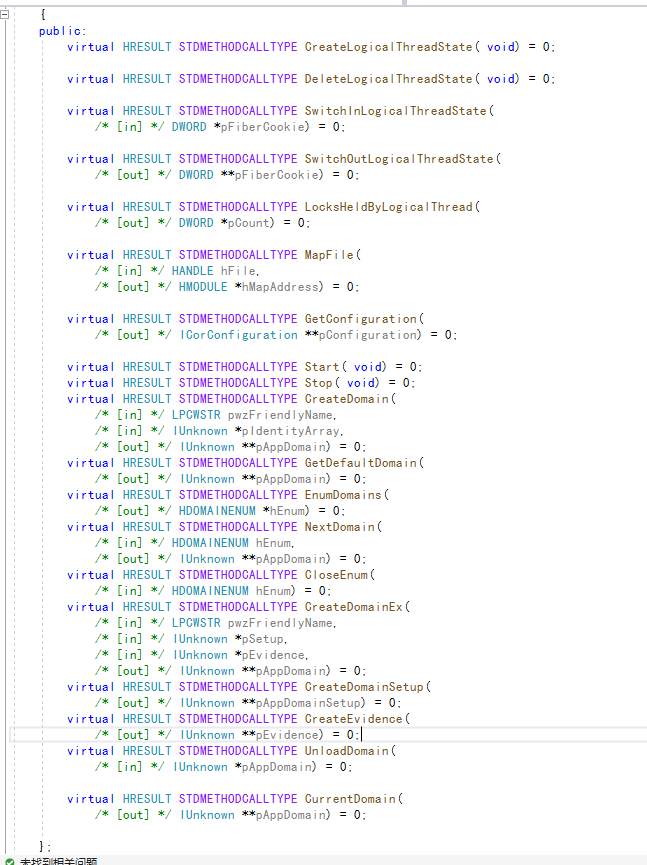 {
public:
virtual HRESULT STDMETHODCALLTYPE CreateLogicalThreadState( void) = 0;
virtual HRESULT STDMETHODCALLTYPE DeleteLogicalThreadState( void) = 0;
virtual HRESULT STDMETHODCALLTYPE SwitchInLogicalThreadState(
/* [in] */ DWORD *pFiberCookie) = 0;
virtual HRESULT STDMETHODCALLTYPE SwitchOutLogicalThreadState(
/* [out] */ DWORD **pFiberCookie) = 0;
virtual HRESULT STDMETHODCALLTYPE LocksHeldByLogicalThread(
/* [out] */ DWORD *pCount) = 0;
virtual HRESULT STDMETHODCALLTYPE MapFile(
/* [in] */ HANDLE hFile,
/* [out] */ HMODULE *hMapAddress) = 0;
virtual HRESULT STDMETHODCALLTYPE GetConfiguration(
/* [out] */ ICorConfiguration **pConfiguration) = 0;
virtual HRESULT STDMETHODCALLTYPE Start( void) = 0;
virtual HRESULT STDMETHODCALLTYPE Stop( void) = 0;
virtual HRESULT STDMETHODCALLTYPE CreateDomain(
/* [in] */ LPCWSTR pwzFriendlyName,
/* [in] */ IUnknown *pIdentityArray,
/* [out] */ IUnknown **pAppDomain) = 0;
virtual HRESULT STDMETHODCALLTYPE GetDefaultDomain(
/* [out] */ IUnknown **pAppDomain) = 0;
virtual HRESULT STDMETHODCALLTYPE EnumDomains(
/* [out] */ HDOMAINENUM *hEnum) = 0;
virtual HRESULT STDMETHODCALLTYPE NextDomain(
/* [in] */ HDOMAINENUM hEnum,
/* [out] */ IUnknown **pAppDomain) = 0;
virtual HRESULT STDMETHODCALLTYPE CloseEnum(
/* [in] */ HDOMAINENUM hEnum) = 0;
virtual HRESULT STDMETHODCALLTYPE CreateDomainEx(
/* [in] */ LPCWSTR pwzFriendlyName,
/* [in] */ IUnknown *pSetup,
/* [in] */ IUnknown *pEvidence,
/* [out] */ IUnknown **pAppDomain) = 0;
virtual HRESULT STDMETHODCALLTYPE CreateDomainSetup(
/* [out] */ IUnknown **pAppDomainSetup) = 0;
virtual HRESULT STDMETHODCALLTYPE CreateEvidence(
/* [out] */ IUnknown **pEvidence) = 0;
virtual HRESULT STDMETHODCALLTYPE UnloadDomain(
/* [in] */ IUnknown *pAppDomain) = 0;
virtual HRESULT STDMETHODCALLTYPE CurrentDomain(
/* [out] */ IUnknown **pAppDomain) = 0;
};
未找到相关问题